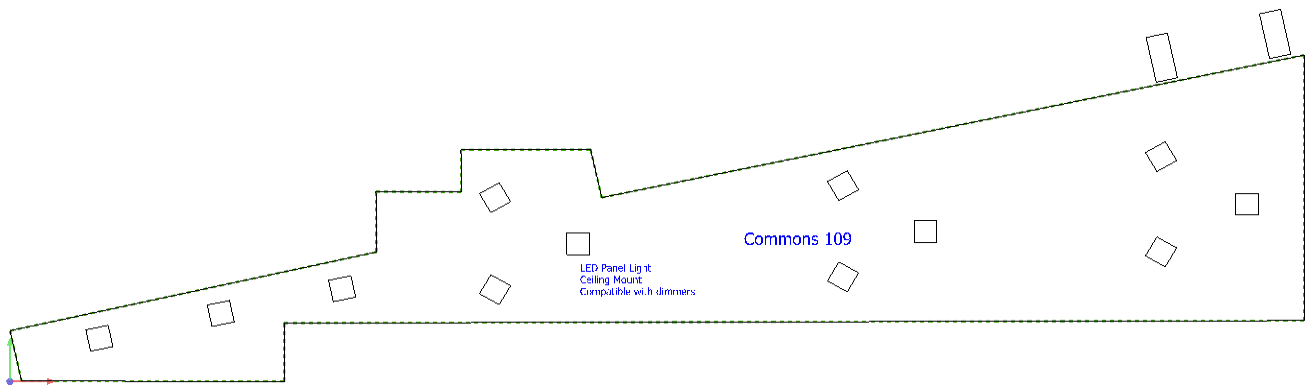 Commons 109
LED Panel Light
Ceiling Mount
Compatible with dimmers